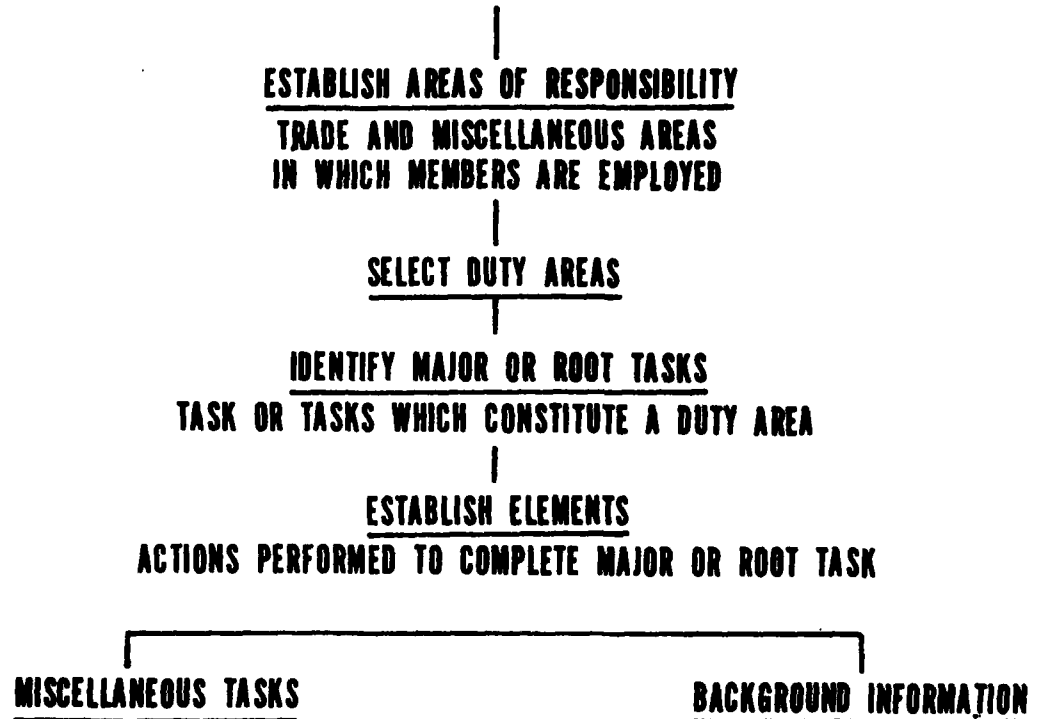 ESTABLISH AREAS OF RESPONSIBILITY
TRADE AND MISCELLANEOUS AREAS
IN WHICH MEMBERS ARE EMPLOYED
SELECT DUTY AREAS
IDENTIFY MAJOR OR ROOT TASKS
TASK OR TASKS WHICH CONSTITUTE A DUTY AREA
ESTABLISH ELEMENTS
ACTIONS PERFORMED TO COMPLETE MAJOR OR ROOT TASK
MISCELLANEOUS TASKS
BACKGROUND INFORMATION